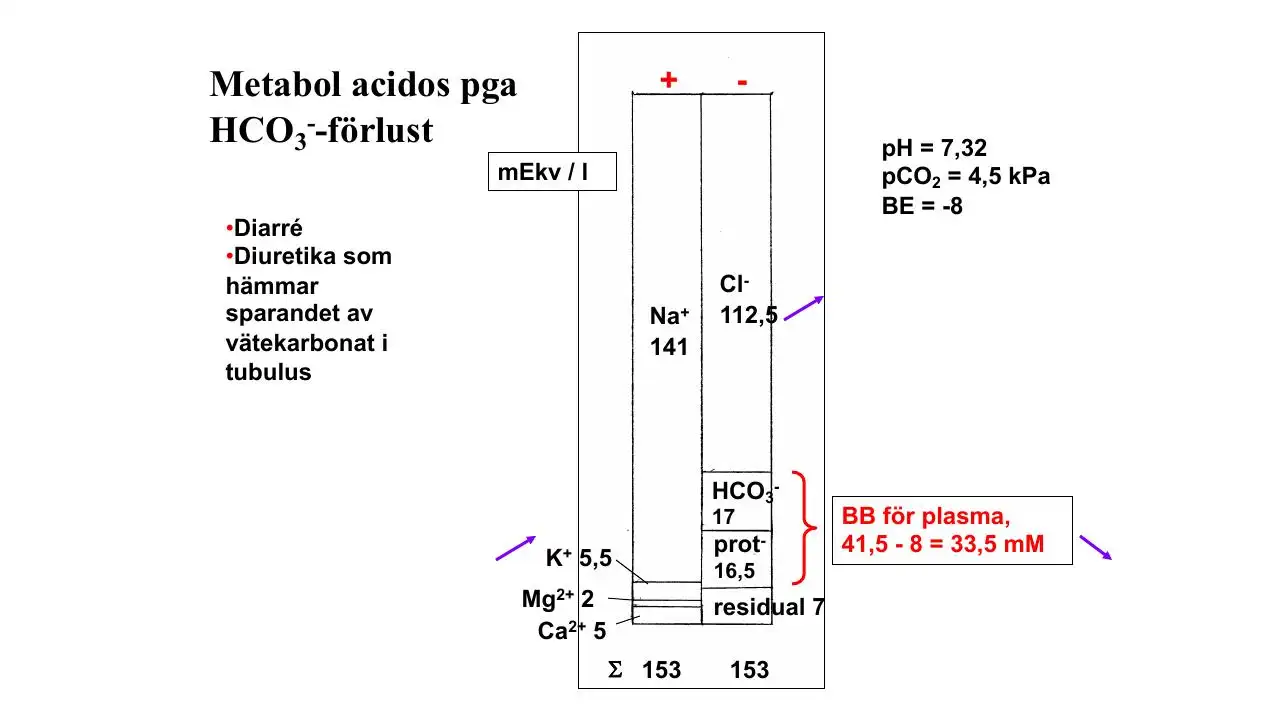 Metabol acidos pga
HCO₃⁻-förlust
mEkv / l
•Diarré
•Diuretika som
hämmar
sparandet av
vätekarbonat i
tubulus
+ -
pH = 7,32
pCO₂ = 4,5 kPa
BE = -8
Na⁺
141
Cl⁻
112,5
HCO₃⁻
17
prot⁻
16,5
residual 7
K⁺ 5,5
Mg²⁺ 2
Ca²⁺ 5
BB för plasma,
41,5 - 8 = 33,5 mM
Σ 153 153